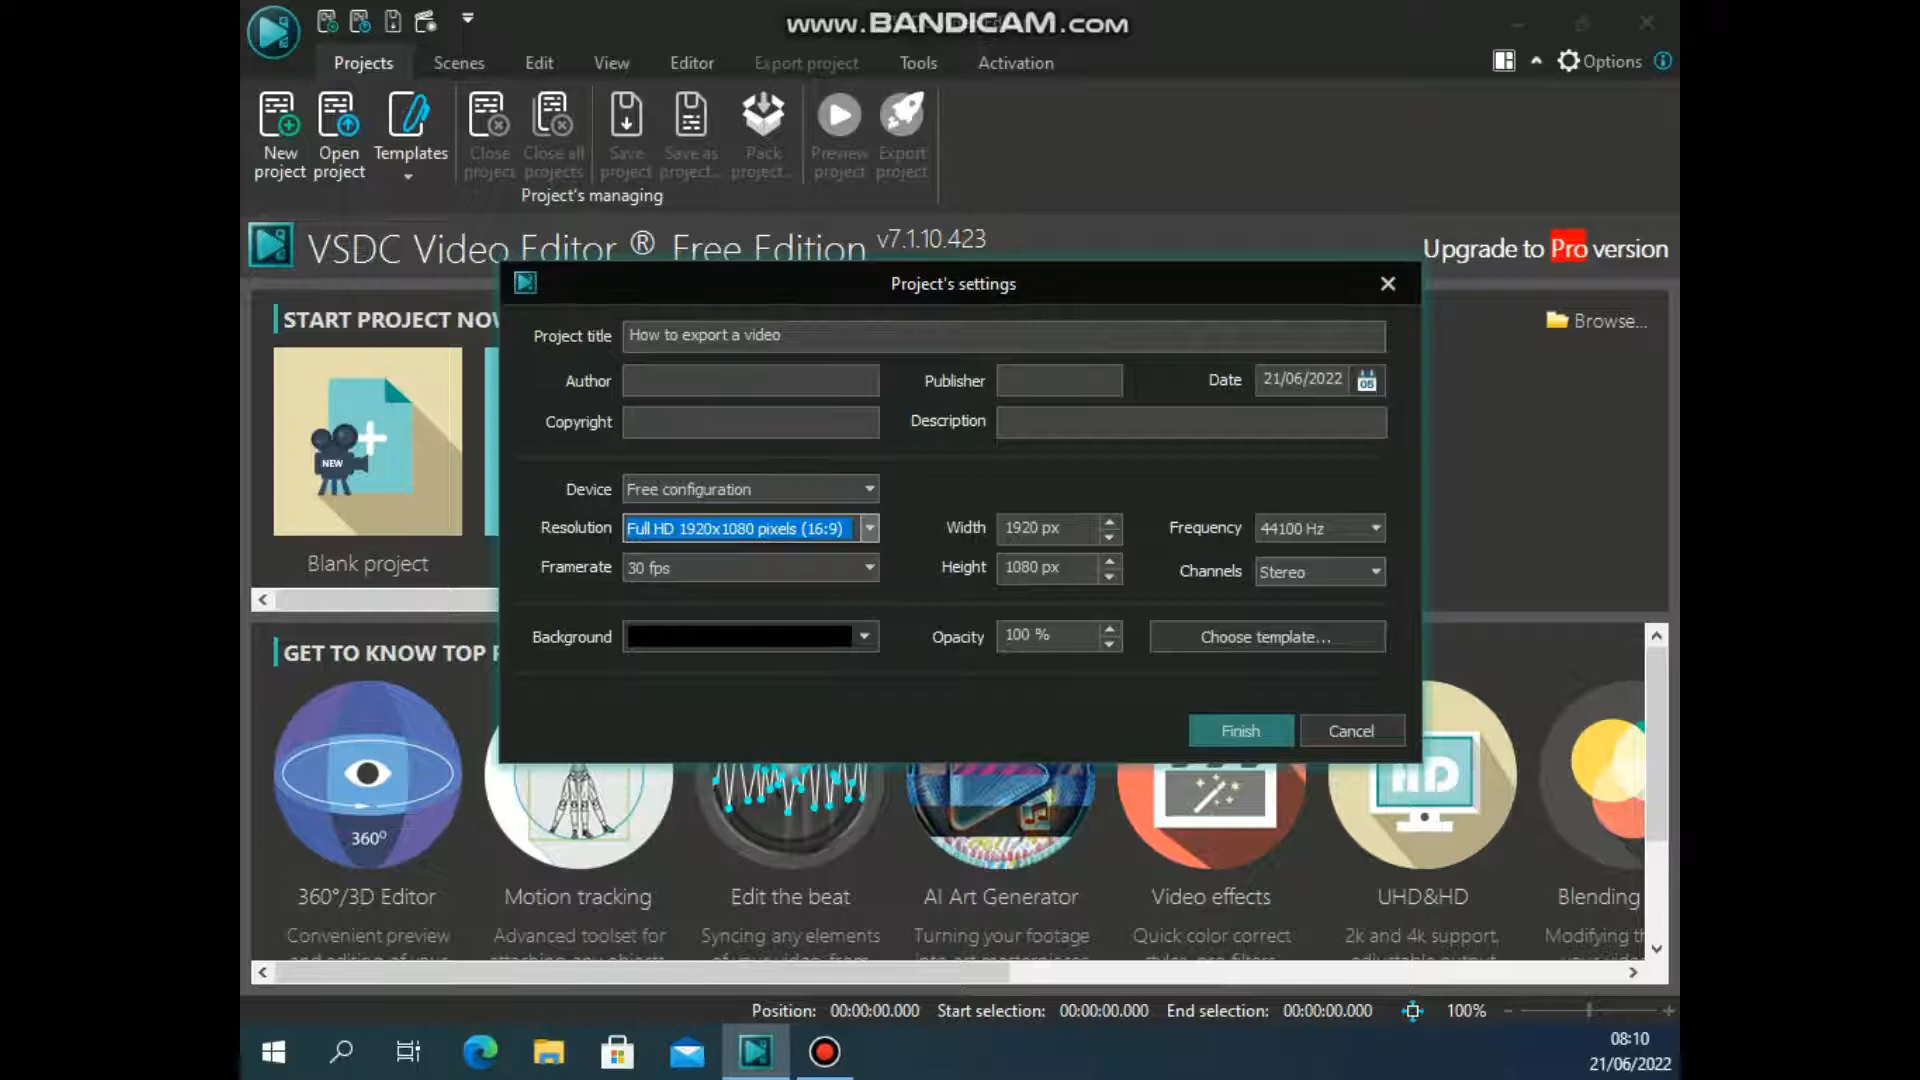 www.BANDICAM.com
Projects Scenes Edit View Editor Export project Tools Activation Options
New project Open project Templates Close project Close all projects Save project Save as project... Pack project... Preview project Export project
Project's managing
VSDC Video Editor ® Free Edition v7.1.10.423
Upgrade to Pro version
Project's settings
START PROJECT NOW
Browse...
Project title How to export a video
Author Publisher Date 21/06/2022
Copyright Description
NEW
Device Free configuration
Resolution Full HD 1920x1080 pixels (16:9) Width 1920 px Frequency 44100 Hz
Framerate 30 fps Height 1080 px Channels Stereo
Blank project
Background Opacity 100 % Choose template...
GET TO KNOW TOP
Finish Cancel
360°
HD
360°/3D Editor Motion tracking Edit the beat AI Art Generator Video effects UHD&HD Blending
Convenient preview Advanced toolset for Syncing any elements Turning your footage Quick color correct 2k and 4k support, Modifying
Position: 00:00:00.000 Start selection: 00:00:00.000 End selection: 00:00:00.000 100%
08:10
21/06/2022